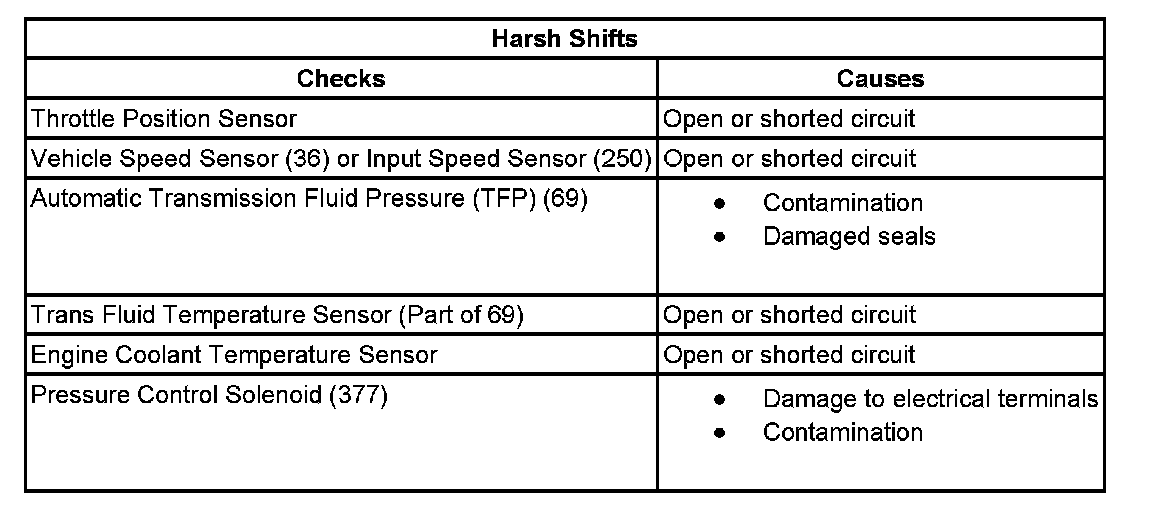 Harsh Shifts
Checks Causes
Throttle Position Sensor Open or shorted circuit
Vehicle Speed Sensor (36) or Input Speed Sensor (250) Open or shorted circuit
Automatic Transmission Fluid Pressure (TFP) (69) • Contamination
• Damaged seals
Trans Fluid Temperature Sensor (Part of 69) Open or shorted circuit
Engine Coolant Temperature Sensor Open or shorted circuit
Pressure Control Solenoid (377) • Damage to electrical terminals
• Contamination